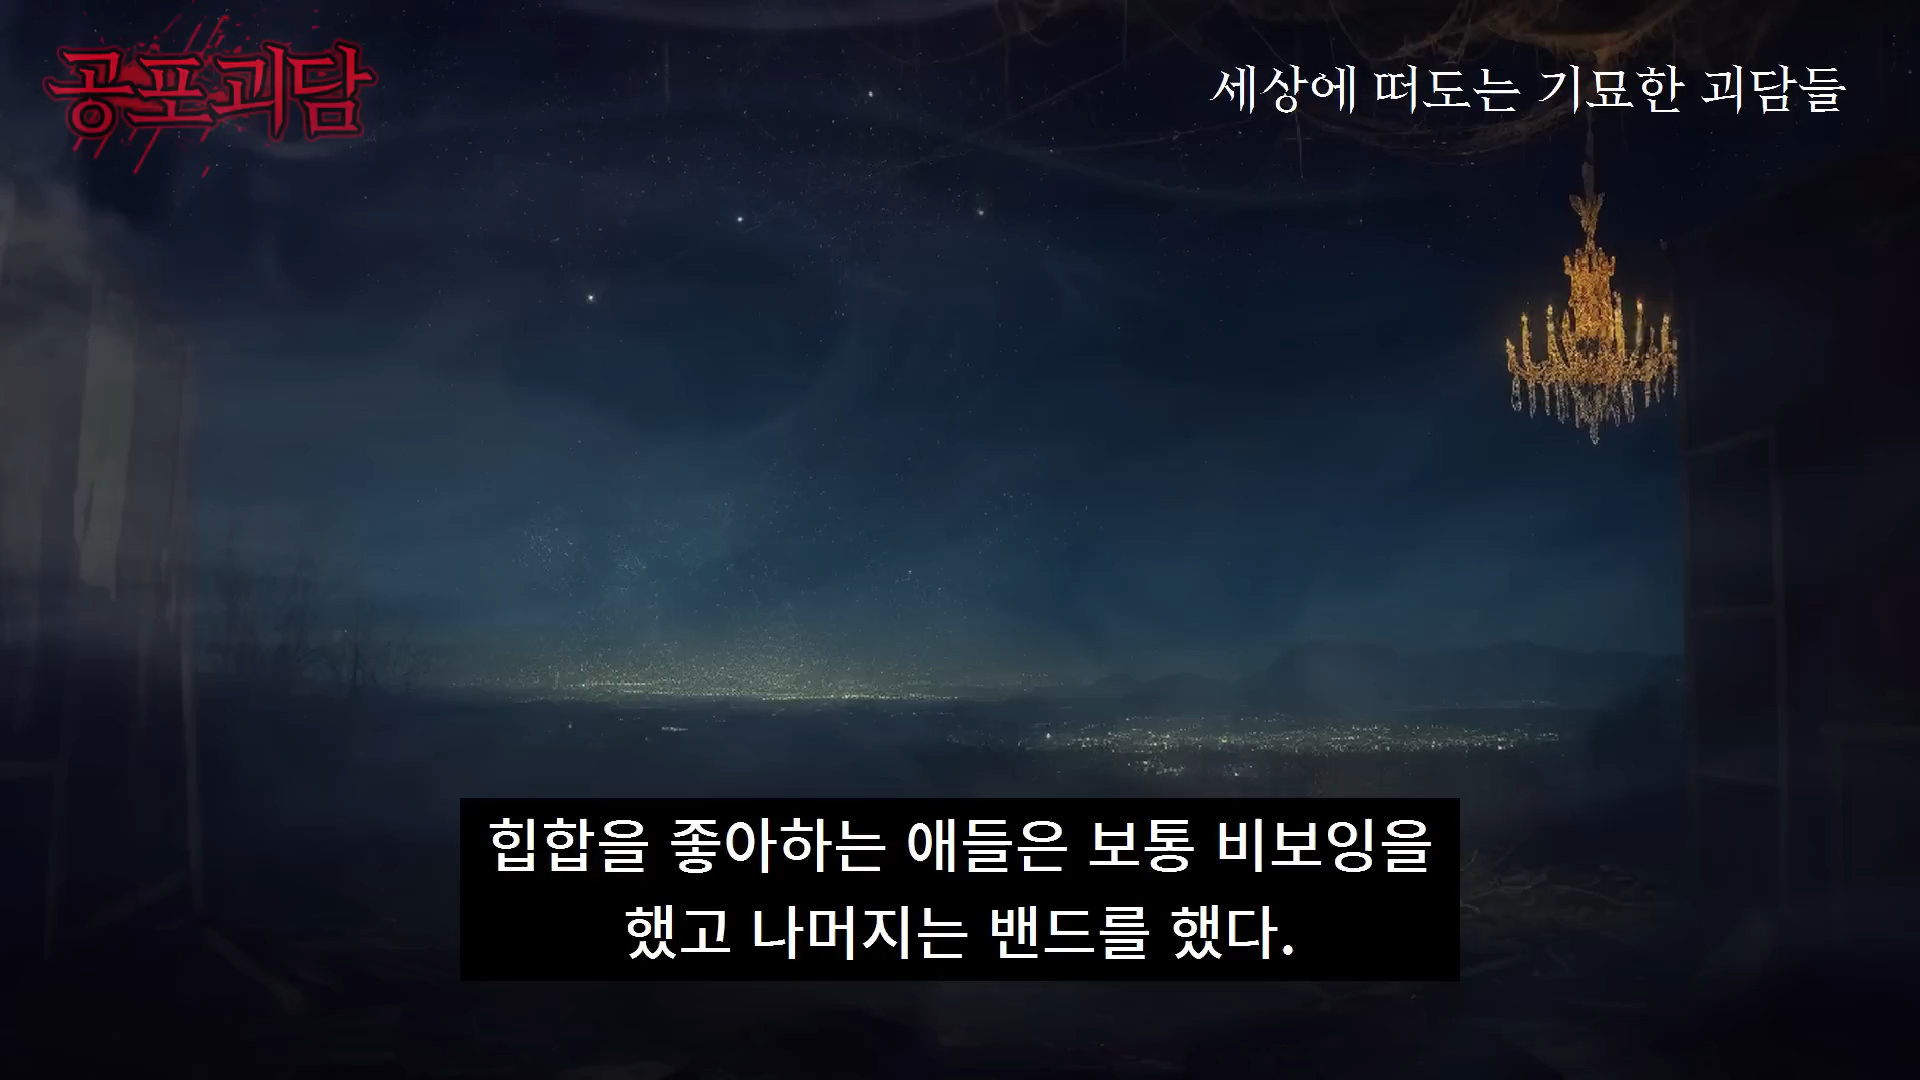 공포괴담
세상에 떠도는 기묘한 괴담들
힙합을 좋아하는 애들은 보통 비보잉을
했고 나머지는 밴드를 했다.